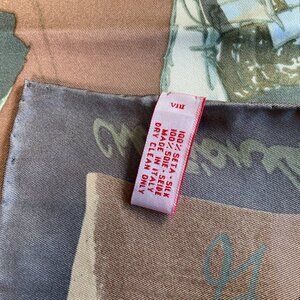 VIII
100% SETA - SILK
100% SOIE - SEIDE
MADE IN ITALY
DRY CLEAN ONLY